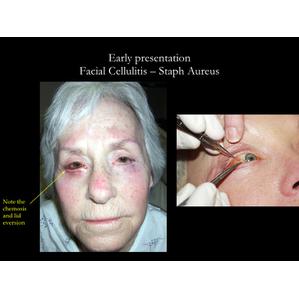 Early presentation
Facial Cellulitis – Staph Aureus
Note the
chemosis
and lid
eversion